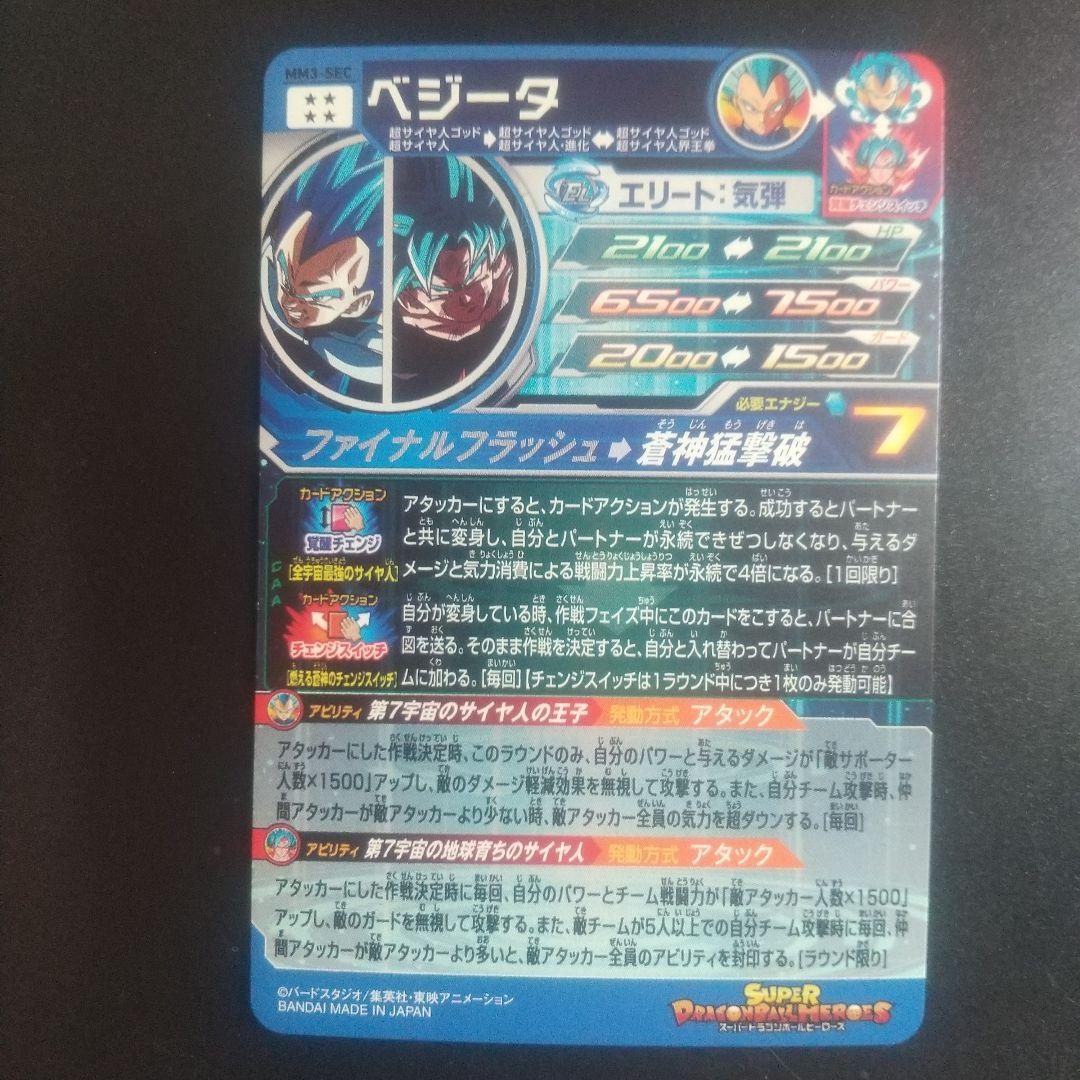 MM3-SEC
ベジータ
超サイヤ人ゴッド
超サイヤ人
超サイヤ人ゴッド
超サイヤ人・進化
超サイヤ人ゴッド
超サイヤ人界王拳
カードアクション
覚醒チェンジスイッチ
EL
エリート:気弾
HP
2100 2100
パワー
6500 7500
ガード
2000 1500
必要エナジー 7
ファイナルフラッシュ 蒼神猛撃破
CAA
カードアクション
覚醒チェンジ
[全宇宙最強のサイヤ人]
アタッカーにすると、カードアクションが発生する。成功するとパートナー
と共に変身し、自分とパートナーが永続できぜつしなくなり、与えるダ
メージと気力消費による戦闘力上昇率が永続で4倍になる。[1回限り]
カードアクション
チェンジスイッチ
[燃える蒼神のチェンジスイッチ]
自分が変身している時、作戦フェイズ中にこのカードをこすると、パートナーに合
図を送る。そのまま作戦を決定すると、自分と入れ替わってパートナーが自分チー
ムに加わる。[毎回]【チェンジスイッチは1ラウンド中につき1枚のみ発動可能】
アビリティ 第7宇宙のサイヤ人の王子 発動方式 アタック
アタッカーにした作戦決定時、このラウンドのみ、自分のパワーと与えるダメージが「敵サポーター
人数×1500」アップし、敵のダメージ軽減効果を無視して攻撃する。また、自分チーム攻撃時、仲
間アタッカーが敵アタッカーより少ない時、敵アタッカー全員の気力を超ダウンする。[毎回]
アビリティ 第7宇宙の地球育ちのサイヤ人 発動方式 アタック
アタッカーにした作戦決定時に毎回、自分のパワーとチーム戦闘力が「敵アタッカー人数×1500」
アップし、敵のガードを無視して攻撃する。また、敵チームが5人以上での自分チーム攻撃時に毎回、仲
間アタッカーが敵アタッカーより多いと、敵アタッカー全員のアビリティを封印する。[ラウンド限り]
©バードスタジオ/集英社・東映アニメーション
BANDAI MADE IN JAPAN
SUPER
DRAGONBALL HEROES
スーパードラゴンボールヒーローズ